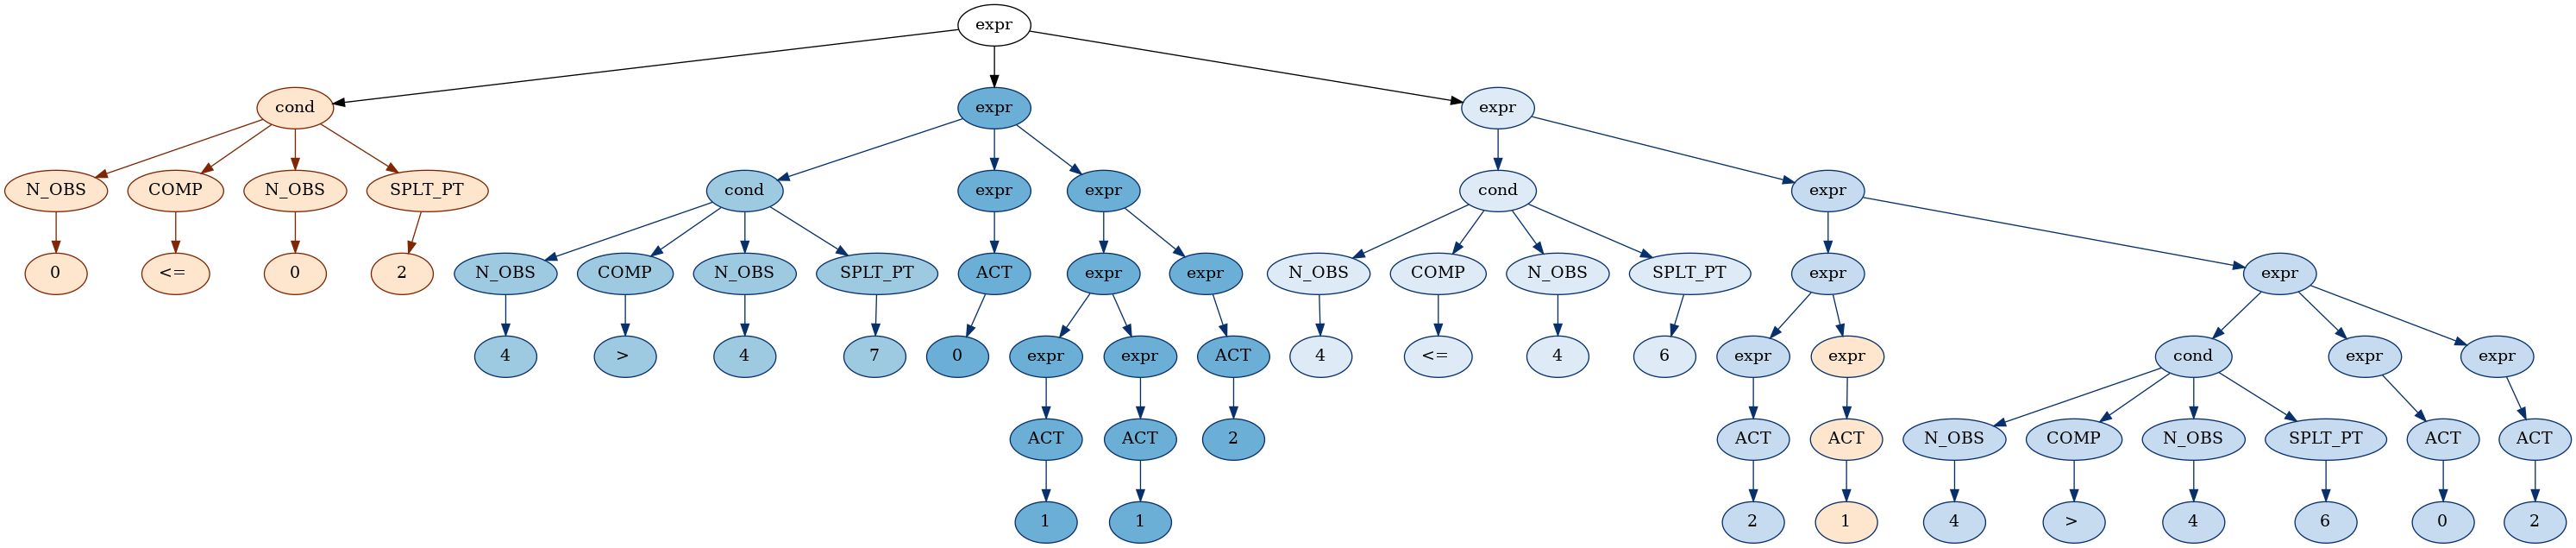 expr
cond expr expr
N_OBS COMP N_OBS SPLT_PT cond expr expr cond expr
0 <= 0 2 N_OBS COMP N_OBS SPLT_PT ACT expr expr N_OBS COMP N_OBS SPLT_PT expr expr
4 > 4 7 0 expr expr ACT 4 <= 4 6 expr expr cond expr expr
ACT ACT 2 ACT ACT N_OBS COMP N_OBS SPLT_PT ACT ACT
1 1 2 1 4 > 4 6 0 2